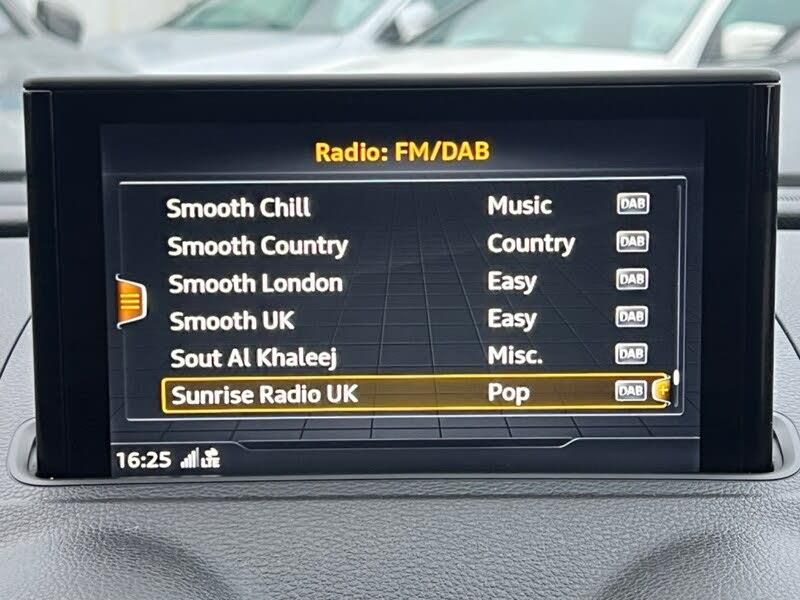 Radio: FM/DAB
Smooth Chill Music DAB
Smooth Country Country DAB
Smooth London Easy DAB
Smooth UK Easy DAB
Sout Al Khaleej Misc. DAB
Sunrise Radio UK Pop DAB
16:25 LTE